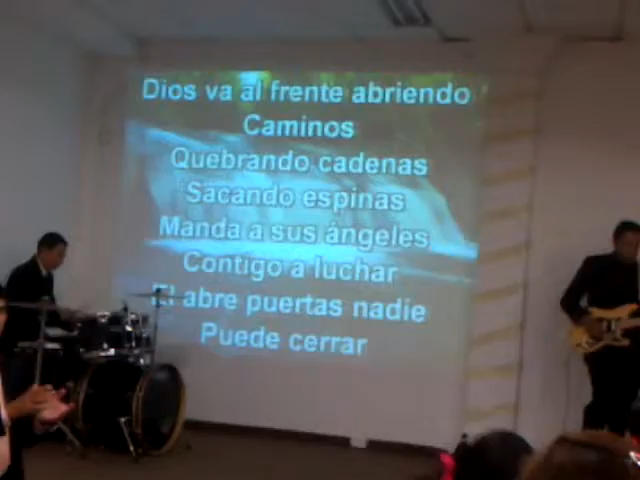 Dios va al frente abriendo
Caminos
Quebrando cadenas
Sacando espinas
Manda a sus ángeles
Contigo a luchar
El abre puertas nadie
Puede cerrar